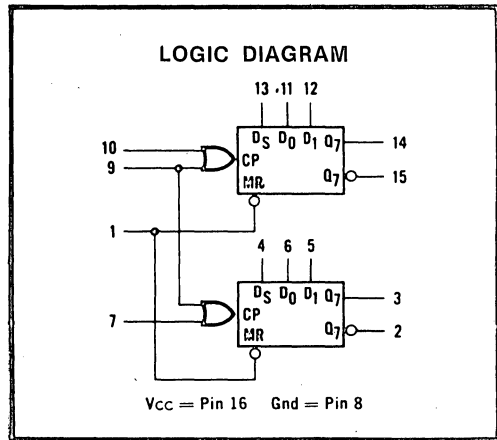 LOGIC DIAGRAM
13 11 12
10
9
DS D0 D1 Q7
14
CP
Q7
15
MR
1
4 6 5
DS D0 D1 Q7
3
CP
7
Q7
2
MR
VCC = Pin 16 Gnd = Pin 8